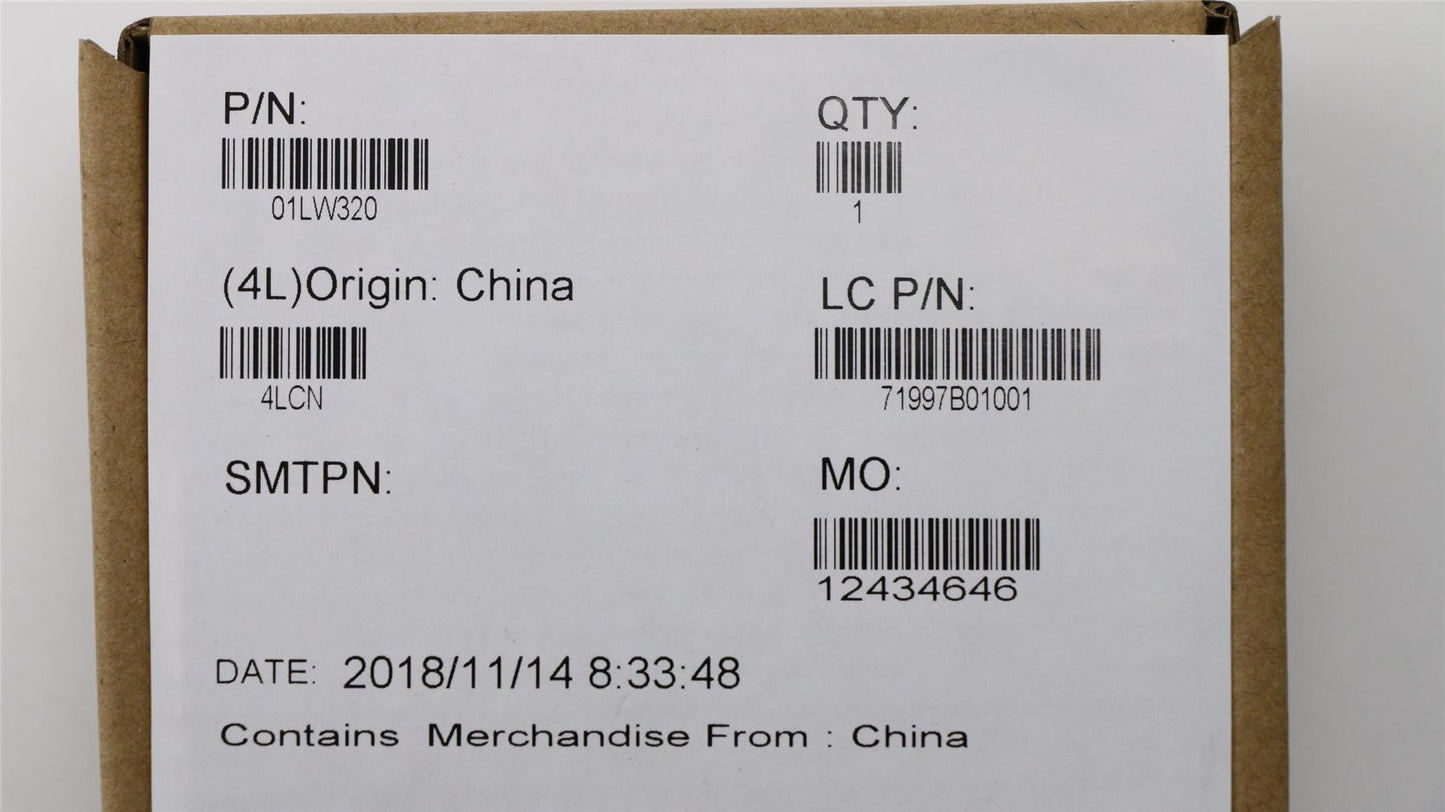 P/N:
01LW320
QTY:
1
(4L)Origin: China
4LCN
LC P/N:
71997B01001
SMTPN:
MO:
12434646
DATE: 2018/11/14 8:33:48
Contains Merchandise From : China